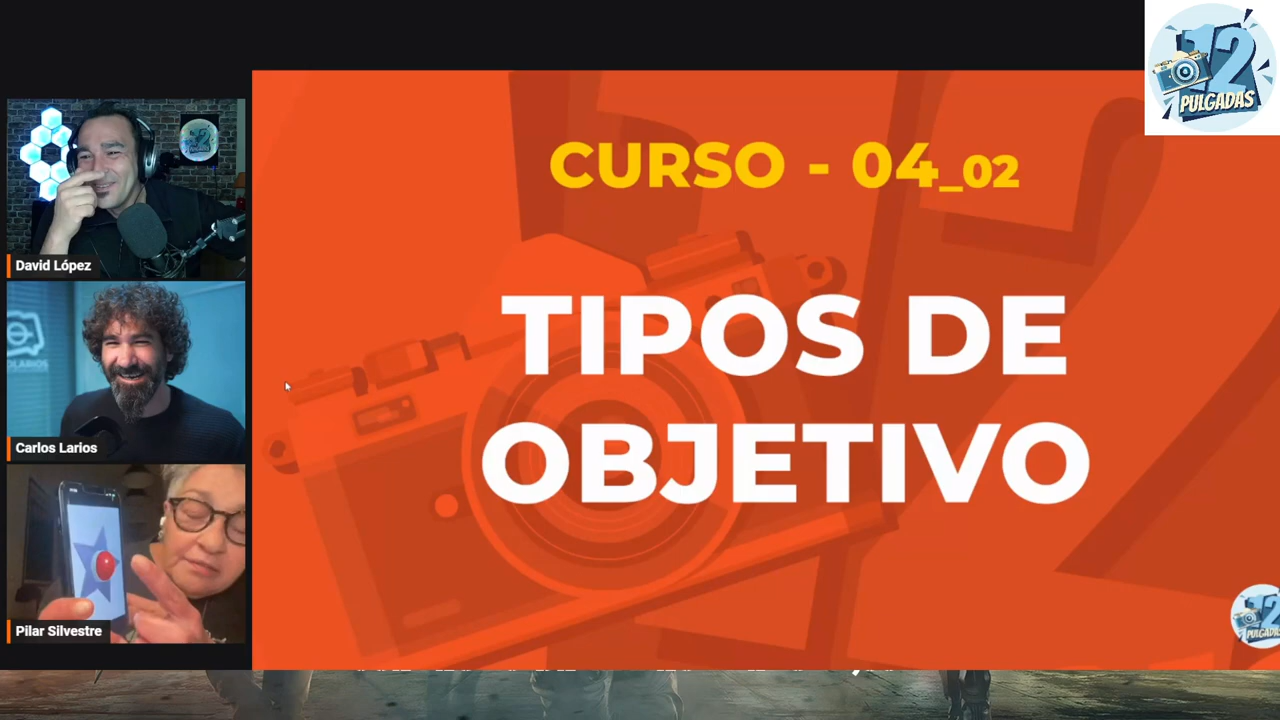 12
PULGADAS
CURSO - 04_02
TIPOS DE
OBJETIVO
David López
Carlos Larios
Pilar Silvestre
12
PULGADAS